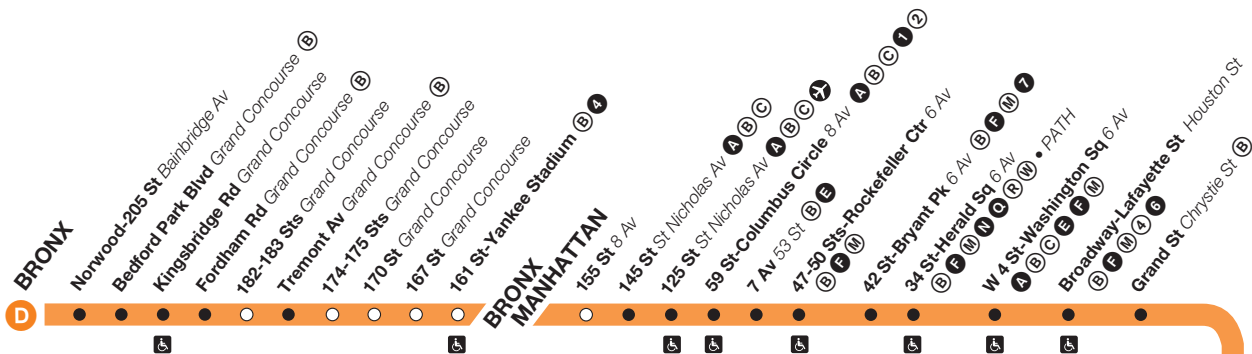 D
BRONX
Norwood-205 St Bainbridge Av
Bedford Park Blvd Grand Concourse B
Kingsbridge Rd Grand Concourse
Fordham Rd Grand Concourse B
182-183 Sts Grand Concourse
Tremont Av Grand Concourse B
174-175 Sts Grand Concourse
170 St Grand Concourse
167 St Grand Concourse
161 St-Yankee Stadium B 4
BRONX
MANHATTAN
155 St 8 Av
145 St St Nicholas Av A B C
125 St St Nicholas Av A B C
59 St-Columbus Circle 8 Av A B C 1 2
7 Av 53 St B E
47-50 Sts-Rockefeller Ctr 6 Av
B F M
42 St-Bryant Pk 6 Av B F M 7
34 St-Herald Sq 6 Av
B F M N Q R W • PATH
W 4 St-Washington Sq 6 Av
A B C E F M
Broadway-Lafayette St Houston St
B F M 4 6
Grand St Chrystie St B